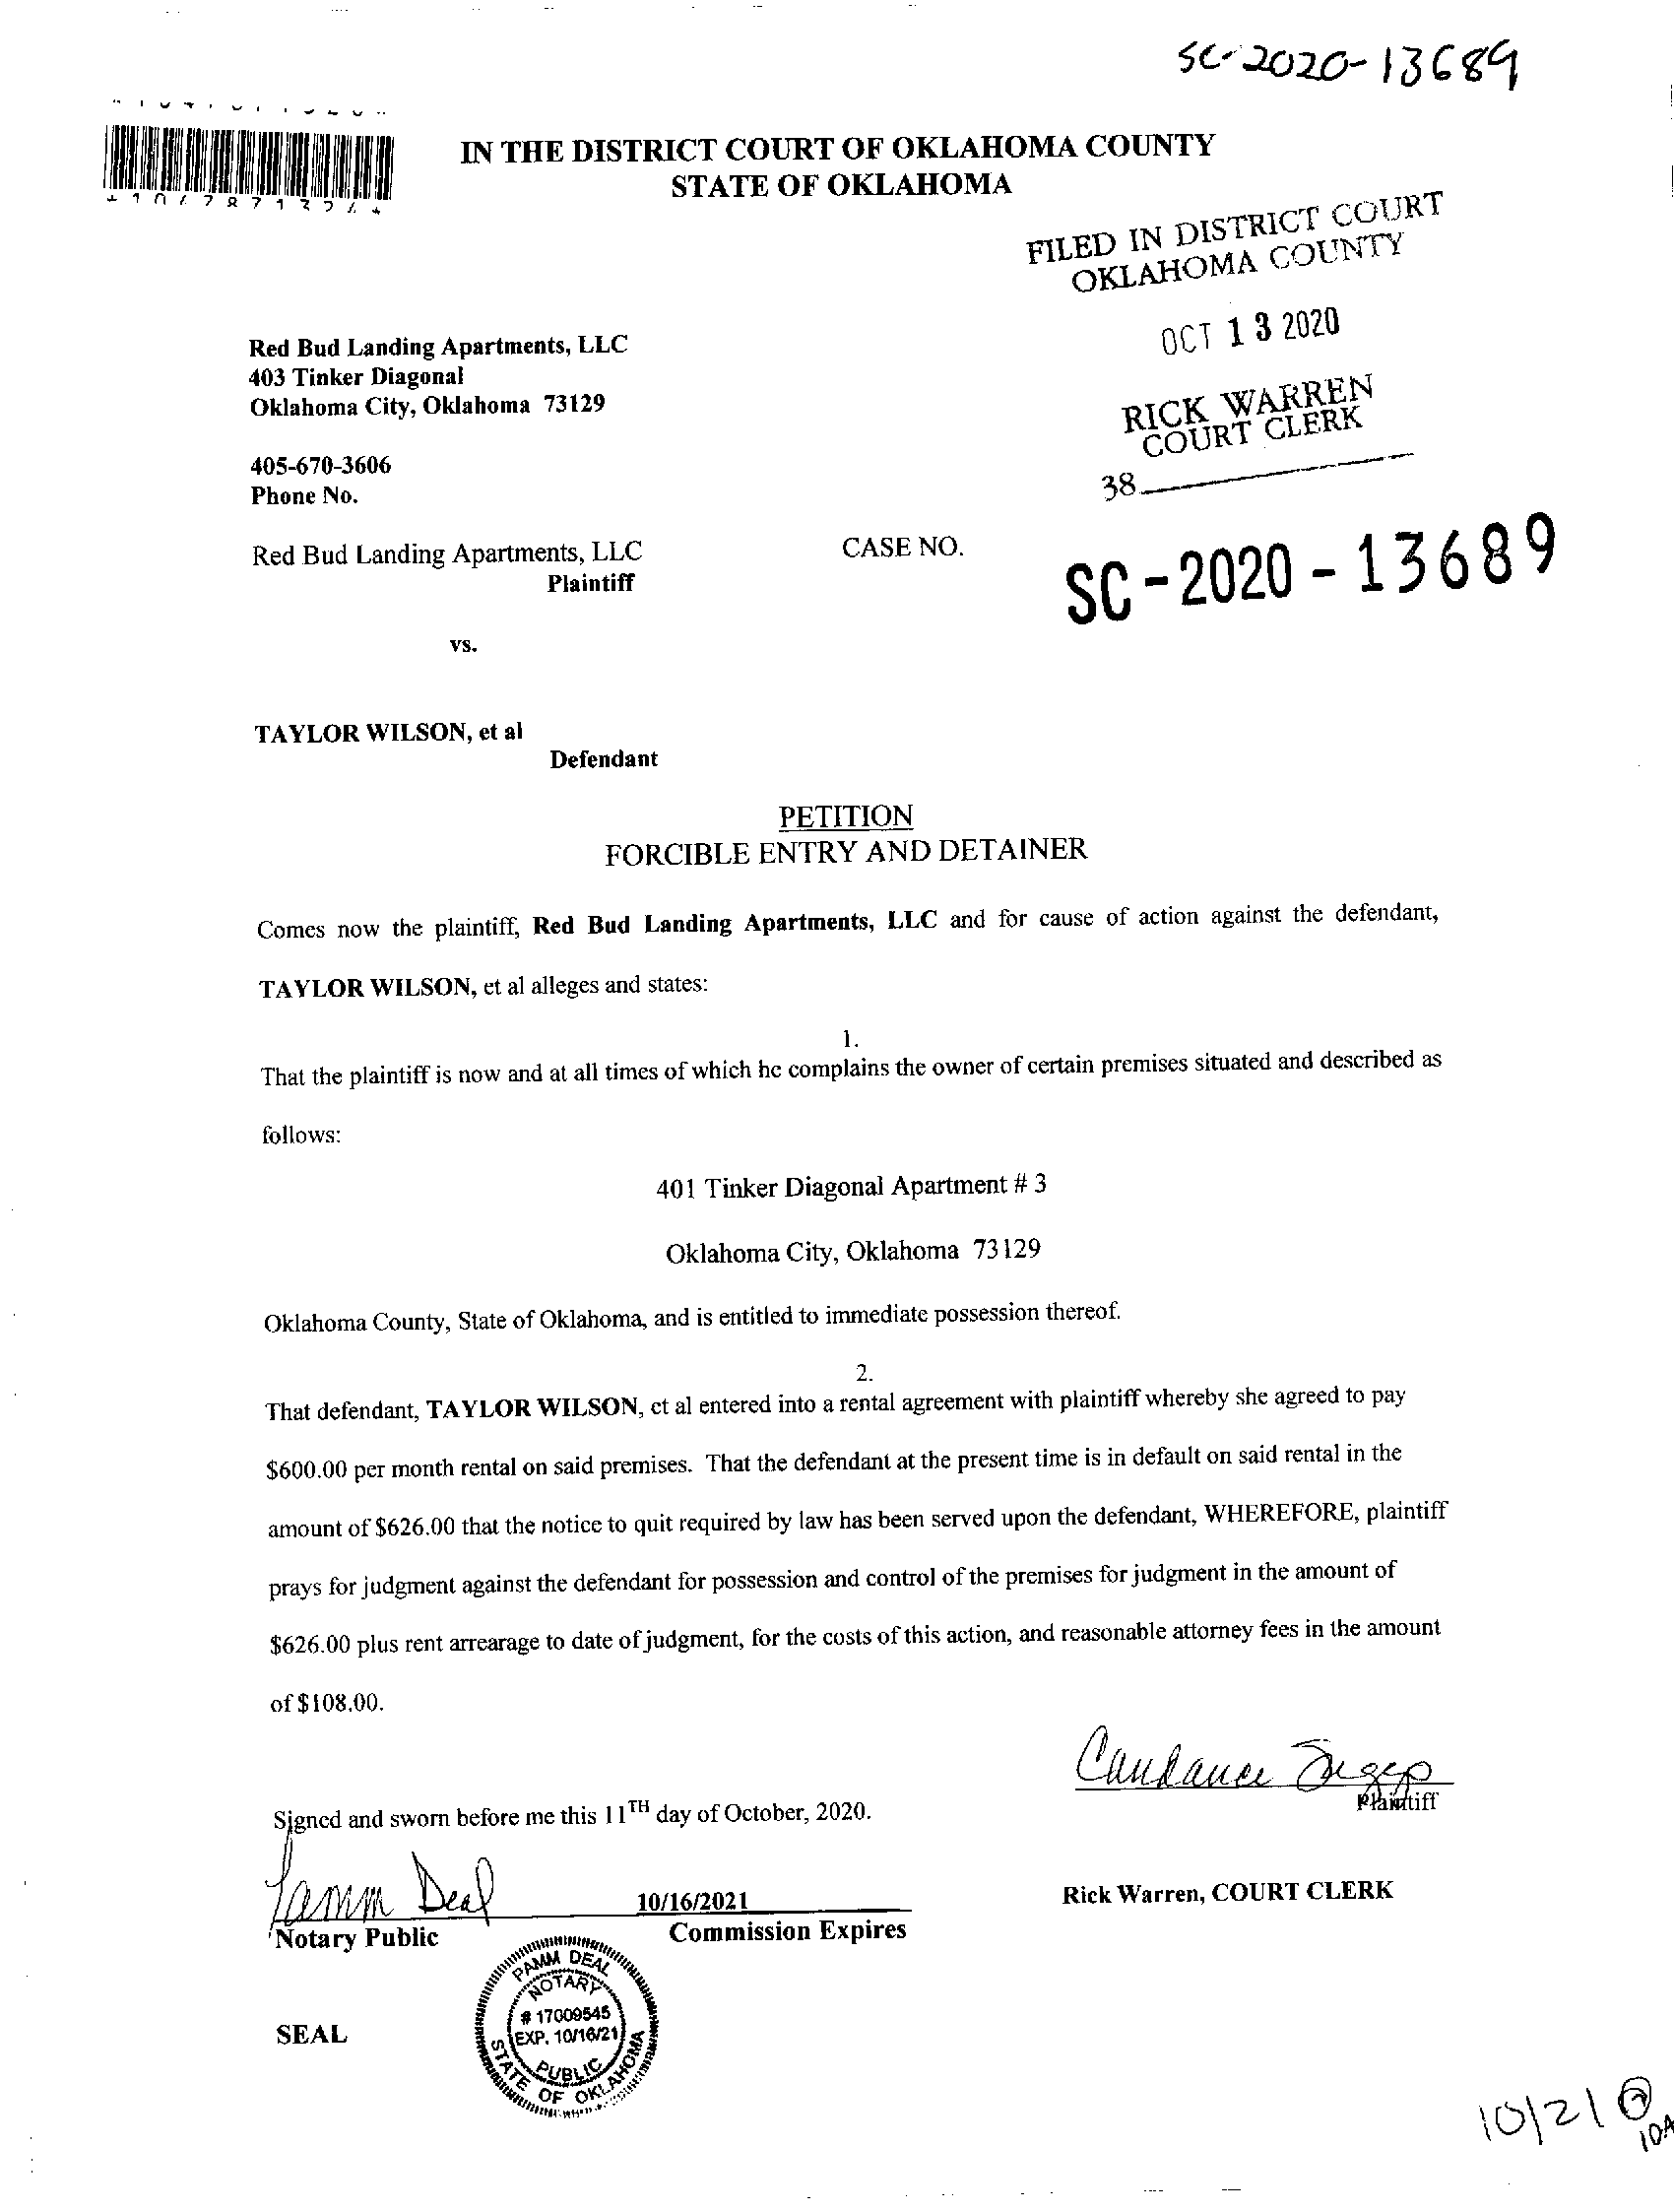 SC-2020-13689
IN THE DISTRICT COURT OF OKLAHOMA COUNTY
STATE OF OKLAHOMA
FILED IN DISTRICT COURT
OKLAHOMA COUNTY
OCT 13 2020
RICK WARREN
COURT CLERK
38
Red Bud Landing Apartments, LLC
403 Tinker Diagonal
Oklahoma City, Oklahoma 73129
405-670-3606
Phone No.
Red Bud Landing Apartments, LLC
Plaintiff
CASE NO.
SC-2020-13689
vs.
TAYLOR WILSON, et al
Defendant
PETITION
FORCIBLE ENTRY AND DETAINER
Comes now the plaintiff, Red Bud Landing Apartments, LLC and for cause of action against the defendant,
TAYLOR WILSON, et al alleges and states:
1.
That the plaintiff is now and at all times of which he complains the owner of certain premises situated and described as
follows:
401 Tinker Diagonal Apartment # 3
Oklahoma City, Oklahoma 73129
Oklahoma County, State of Oklahoma, and is entitled to immediate possession thereof.
2.
That defendant, TAYLOR WILSON, et al entered into a rental agreement with plaintiff whereby she agreed to pay
$600.00 per month rental on said premises. That the defendant at the present time is in default on said rental in the
amount of $626.00 that the notice to quit required by law has been served upon the defendant, WHEREFORE, plaintiff
prays for judgment against the defendant for possession and control of the premises for judgment in the amount of
$626.00 plus rent arrearage to date of judgment, for the costs of this action, and reasonable attorney fees in the amount
of $108.00.
Candance
Plaintiff
Signed and sworn before me this 11TH day of October, 2020.
Pamm Deal
Notary Public
10/16/2021
Commission Expires
Rick Warren, COURT CLERK
SEAL
PAMM DEAL
NOTARY
# 17009545
EXP. 10/16/21
PUBLIC
STATE OF OKLAHOMA
10/21 @
10A